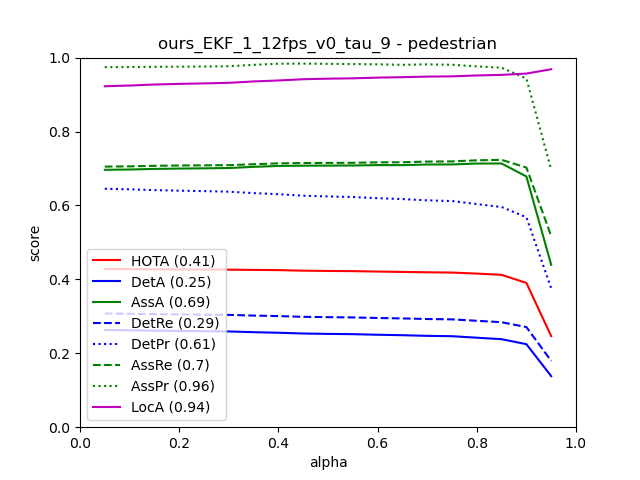 ours_EKF_1_12fps_v0_tau_9 - pedestrian
1.0
0.8
0.6
0.4
0.2
0.0
score
HOTA (0.41)
DetA (0.25)
AssA (0.69)
DetRe (0.29)
DetPr (0.61)
AssRe (0.7)
AssPr (0.96)
LocA (0.94)
0.0 0.2 0.4 0.6 0.8 1.0
alpha